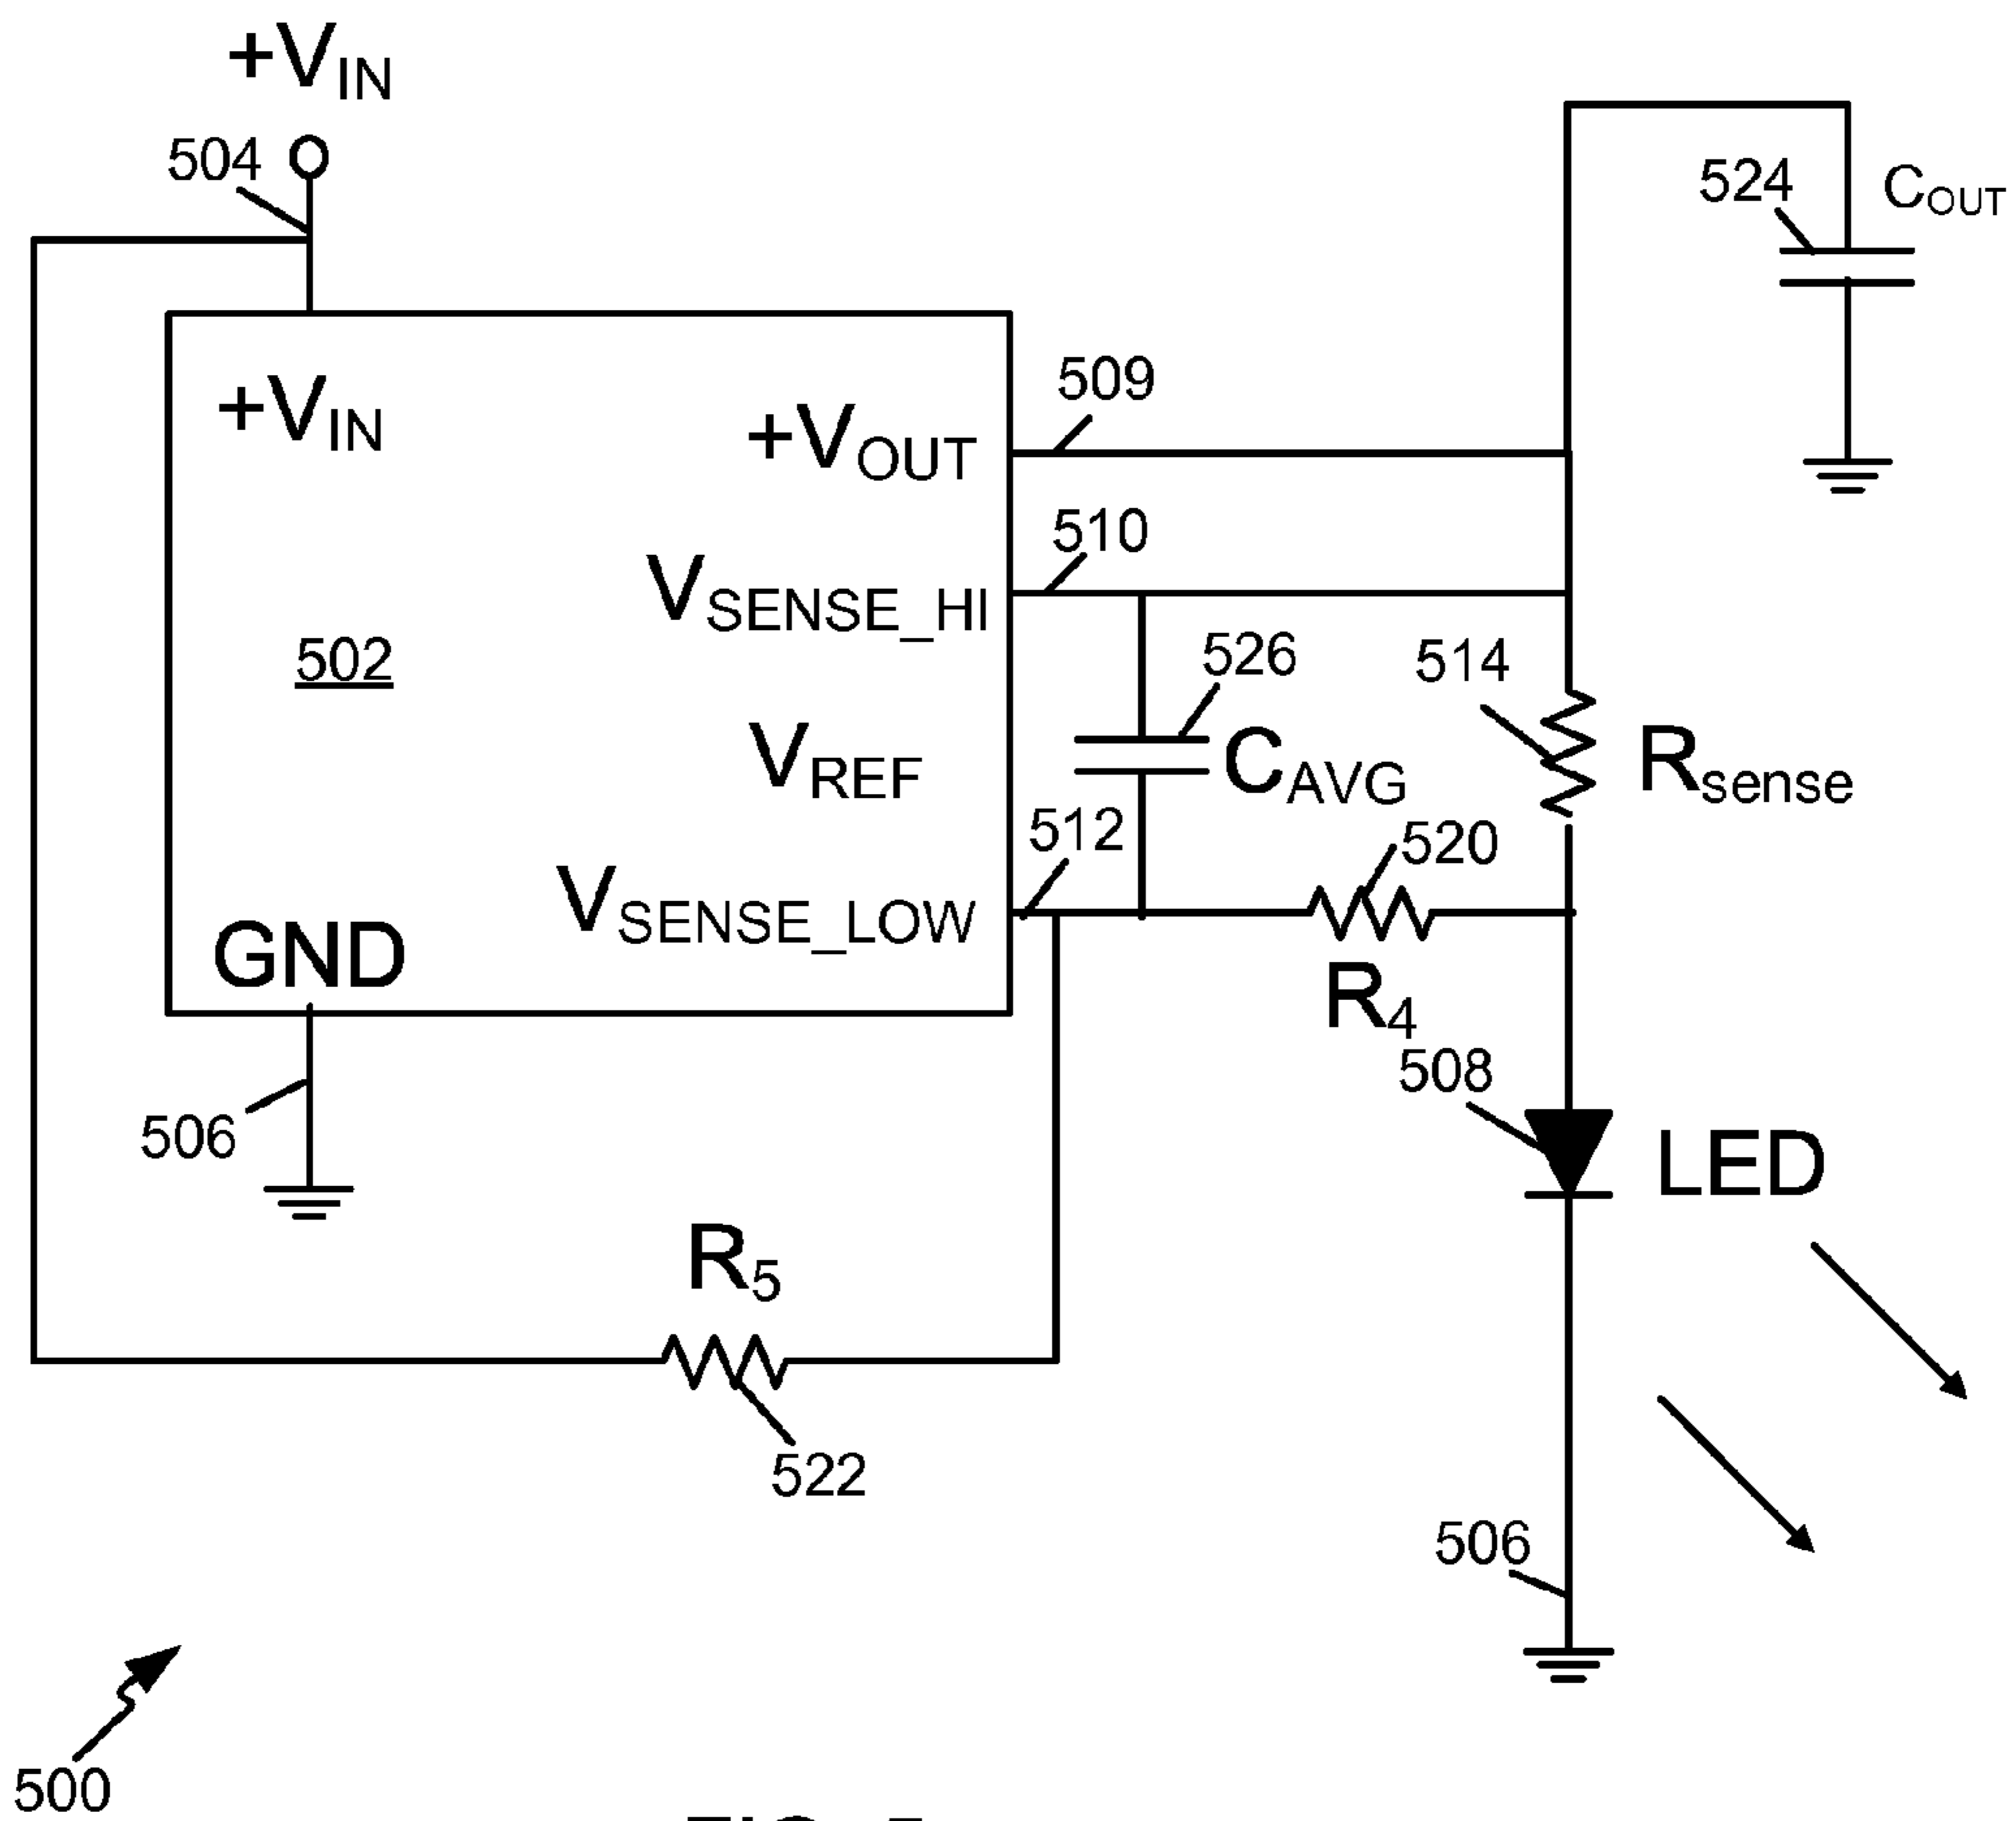 +VIN
504
524
COUT
+VIN
509
+VOUT
510
VSENSE_HI
502
526
514
VREF
CAVG
Rsense
512
520
VSENSE_LOW
GND
R4
508
506
LED
R5
522
506
500